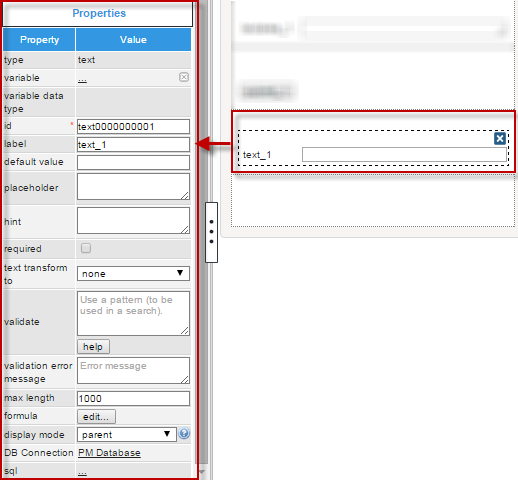 Properties
Property Value
type text
variable ...
variable data
type
id * text0000000001
label text_1
default value
placeholder
hint
required
text transform
to none
validate Use a pattern (to be
used in a search).
help
validation error
message Error message
max length 1000
formula edit...
display mode parent
DB Connection PM Database
sql ...
text_1